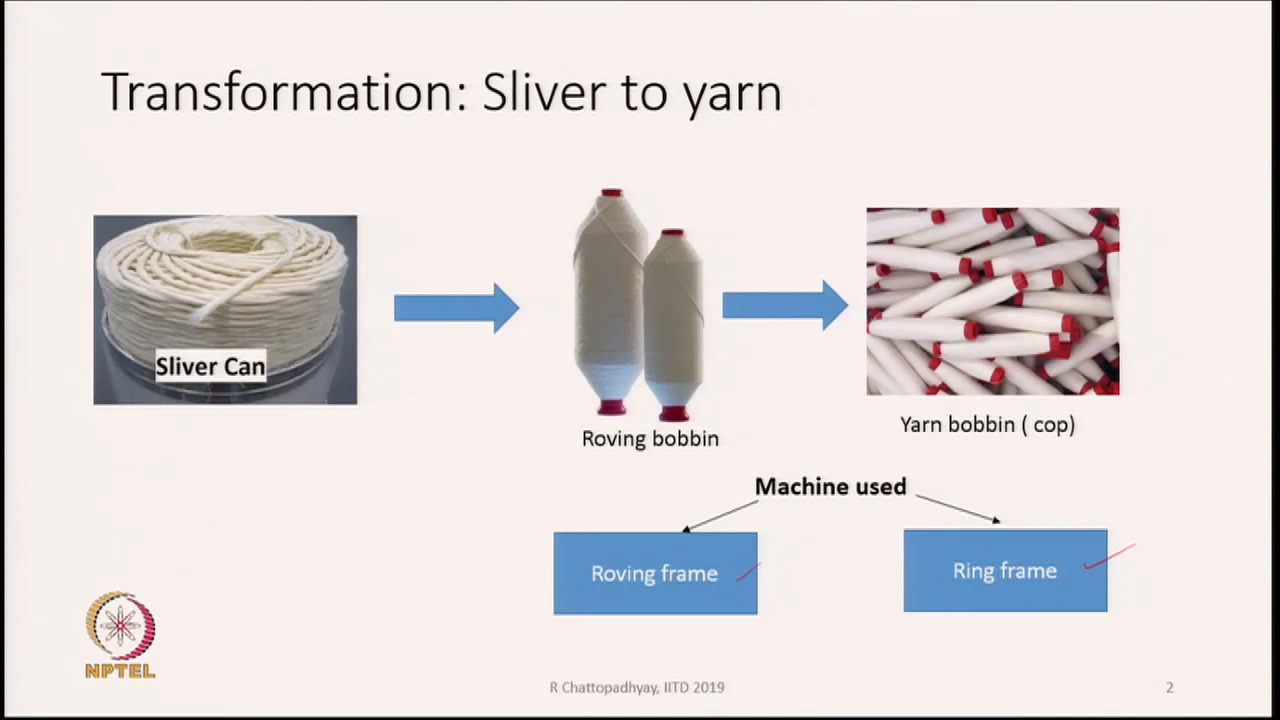 Transformation: Sliver to yarn
Sliver Can
Roving bobbin
Yarn bobbin ( cop)
Machine used
Roving frame
Ring frame
NPTEL
R Chattopadhyay, IITD 2019
2